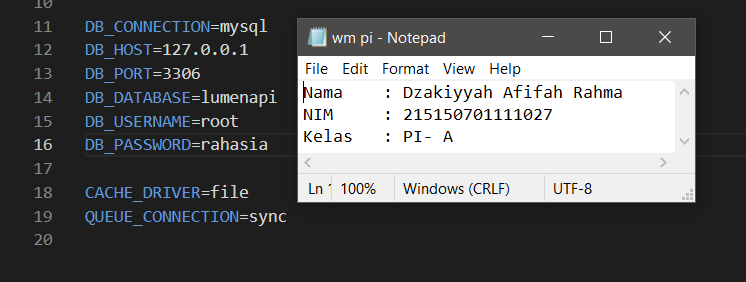 10
11 DB_CONNECTION=mysql
12 DB_HOST=127.0.0.1
13 DB_PORT=3306
14 DB_DATABASE=lumenapi
15 DB_USERNAME=root
16 DB_PASSWORD=rahasia
17
18 CACHE_DRIVER=file
19 QUEUE_CONNECTION=sync
20
wm pi - Notepad
File Edit Format View Help
Nama : Dzakiyyah Afifah Rahma
NIM : 215150701111027
Kelas : PI- A
Ln 1 100% Windows (CRLF) UTF-8